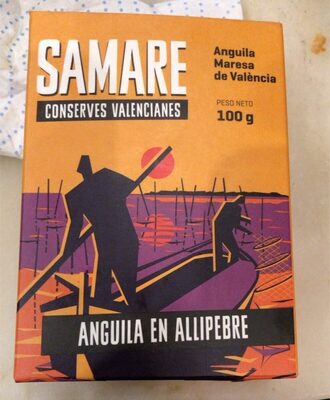 SAMARE
CONSERVES VALENCIANES
Anguila
Maresa
de València
PESO NETO
100 g
ANGUILA EN ALLIPEBRE